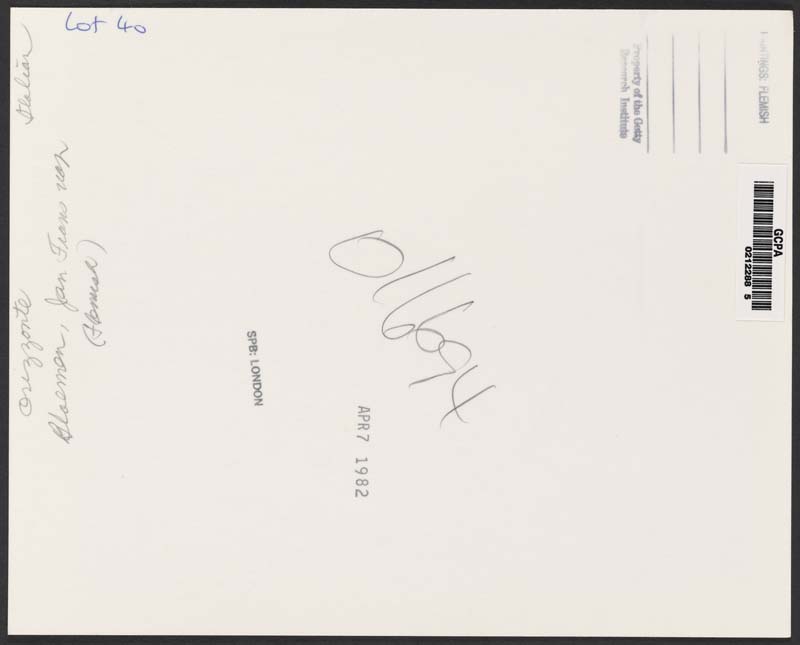 Lot 40
Italian
Orizzonte
Bloemen, Jan Frans van
(Flemish)
011694
SPB: LONDON
APR 7 1982
Property of the Getty
Research Institute
PAINTINGS: FLEMISH
GCPA
0212288 5